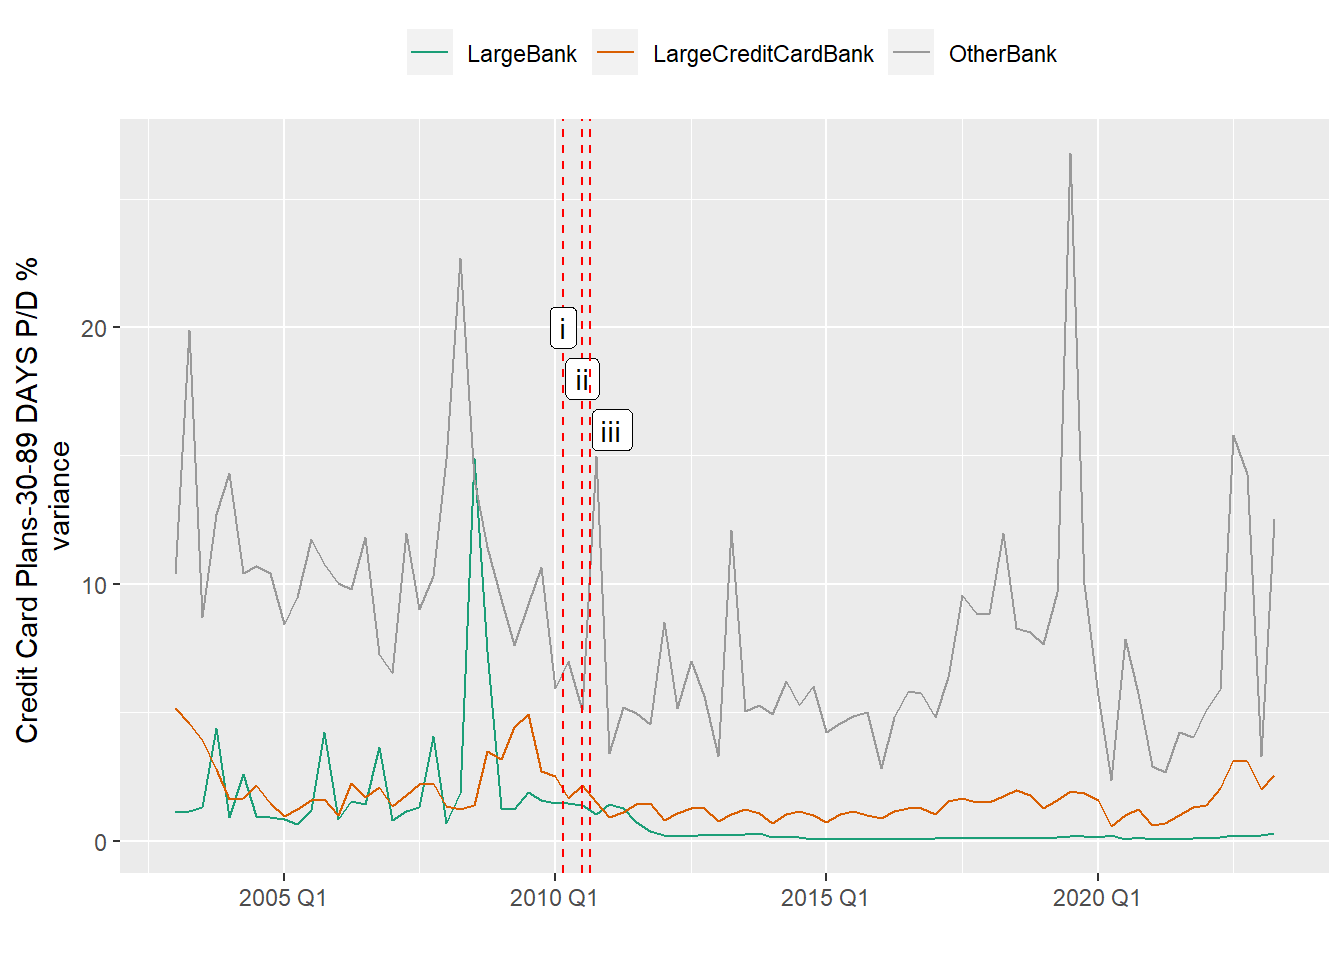 LargeBank LargeCreditCardBank OtherBank
Credit Card Plans-30-89 DAYS P/D %
variance
20
10
0
i
ii
iii
2005 Q1 2010 Q1 2015 Q1 2020 Q1